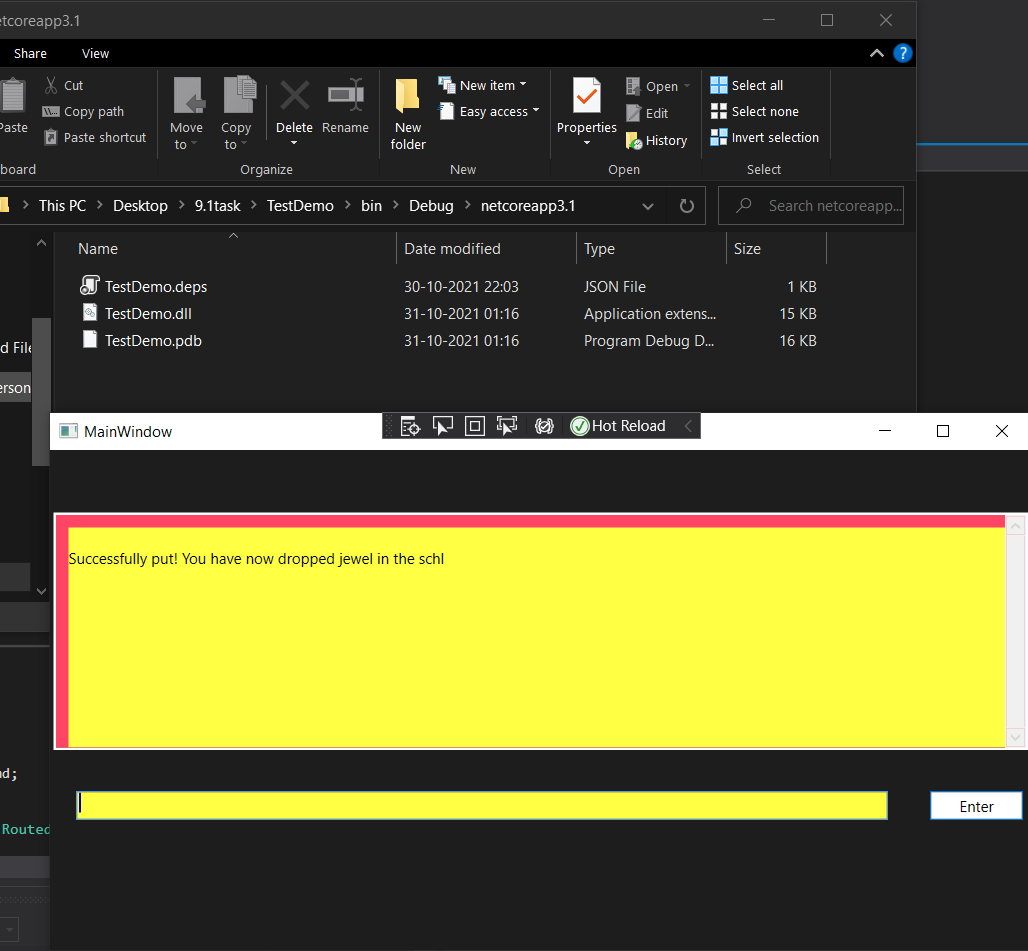 etcoreapp3.1
Share View
?
Cut
Copy path
Paste shortcut
Paste
Move to
Copy to
Delete
Rename
New folder
New item
Easy access
Properties
Open
Edit
History
Select all
Select none
Invert selection
board Organize New Open Select
This PC > Desktop > 9.1task > TestDemo > bin > Debug > netcoreapp3.1
Search netcoreapp...
Name Date modified Type Size
TestDemo.deps 30-10-2021 22:03 JSON File 1 KB
TestDemo.dll 31-10-2021 01:16 Application extens... 15 KB
TestDemo.pdb 31-10-2021 01:16 Program Debug D... 16 KB
d File
erson
MainWindow
Hot Reload
Successfully put! You have now dropped jewel in the schl
nd;
Routed
Enter